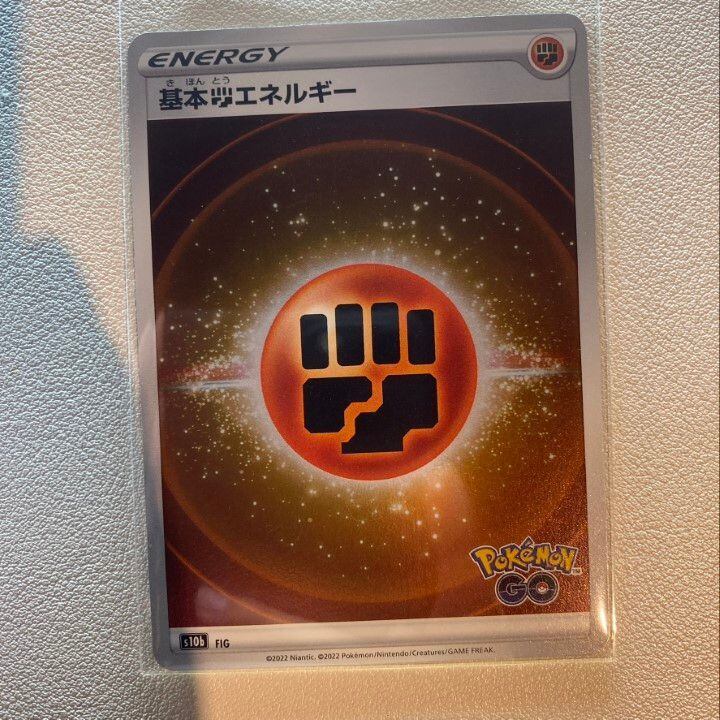 ENERGY
き ほん とう
基本エネルギー
POKÉMON™
GO
s10b FIG
©2022 Niantic. ©2022 Pokémon/Nintendo/Creatures/GAME FREAK.